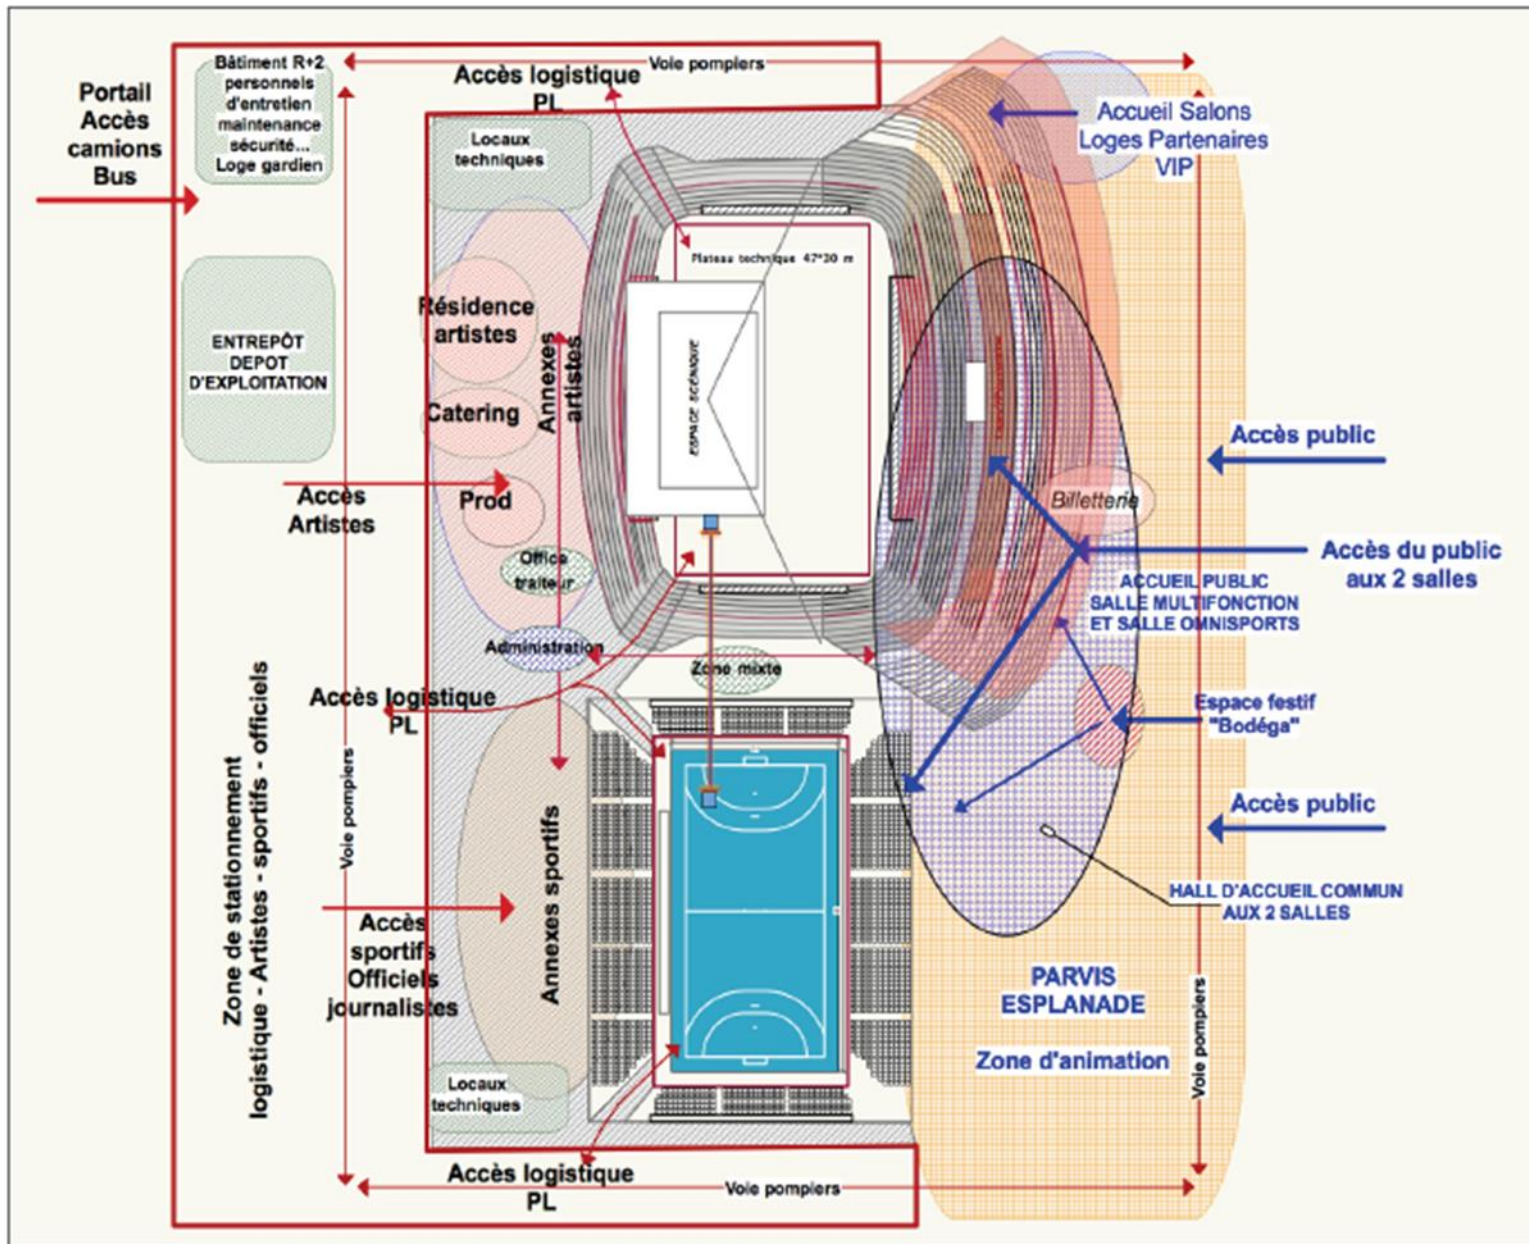 Bâtiment R+2
personnels
d'entretien
maintenance
sécurité...
Loge gardien
Portail
Accès
camions
Bus
Accès logistique
PL
Voie pompiers
Locaux
techniques
Accueil Salons
Loges Partenaires
VIP
Plateau technique 47*30 m
ENTREPÔT
DEPOT
D'EXPLOITATION
Résidence
artistes
Annexes
artistes
ESPACE SCÉNIQUE
Catering
Accès public
Accès
Artistes
Prod
Billetterie
Office
traiteur
Accès du public
aux 2 salles
ACCUEIL PUBLIC
SALLE MULTIFONCTION
ET SALLE OMNISPORTS
Administration
Zone mixte
Accès logistique
PL
Espace festif
"Bodéga"
Zone de stationnement
logistique - Artistes - sportifs - officiels
Voie pompiers
Annexes sportifs
Accès public
HALL D'ACCUEIL COMMUN
AUX 2 SALLES
Accès
sportifs
Officiels
journalistes
PARVIS
ESPLANADE
Zone d'animation
Voie pompiers
Locaux
techniques
Accès logistique
PL
Voie pompiers